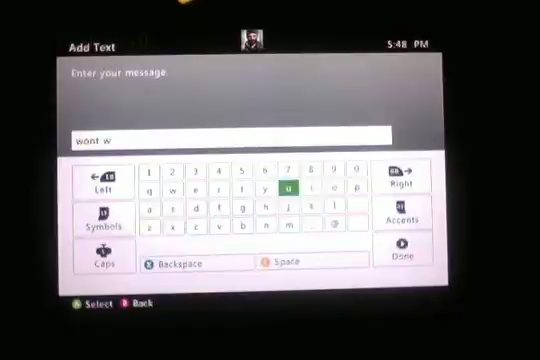 Add Text
5:48 PM
Enter your message.
wont w
1 2 3 4 5 6 7 8 9 0
q w e r t y u i o p
a s d f g h j k l
z x c v b n m _ @
Left
Symbols
Caps
Right
Accents
Done
X Backspace
Space
A Select B Back